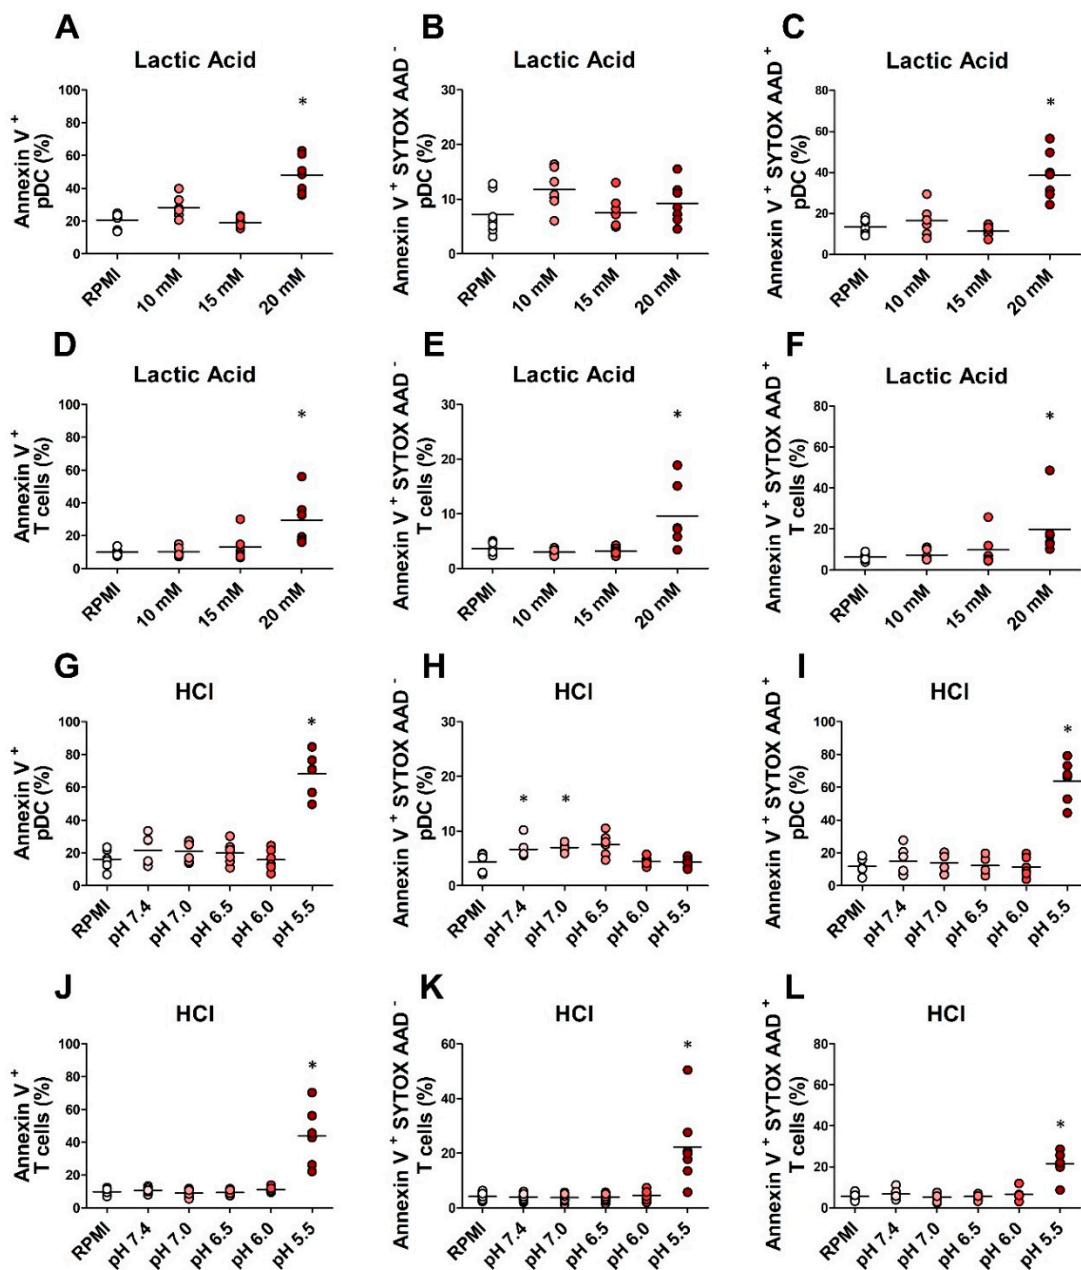 A
Lactic Acid
Annexin V +
pDC (%)
100
80
60
40
20
0
*
RPMI
10 mM
15 mM
20 mM
B
Lactic Acid
Annexin V + SYTOX AAD -
pDC (%)
30
20
10
0
RPMI
10 mM
15 mM
20 mM
C
Lactic Acid
Annexin V + SYTOX AAD +
pDC (%)
80
60
40
20
0
*
RPMI
10 mM
15 mM
20 mM
D
Lactic Acid
Annexin V +
T cells (%)
100
80
60
40
20
0
*
RPMI
10 mM
15 mM
20 mM
E
Lactic Acid
Annexin V + SYTOX AAD -
T cells (%)
30
20
10
0
*
RPMI
10 mM
15 mM
20 mM
F
Lactic Acid
Annexin V + SYTOX AAD +
T cells (%)
80
60
40
20
0
*
RPMI
10 mM
15 mM
20 mM
G
HCl
Annexin V +
pDC (%)
100
80
60
40
20
0
*
RPMI
pH 7.4
pH 7.0
pH 6.5
pH 6.0
pH 5.5
H
HCl
Annexin V + SYTOX AAD -
pDC (%)
30
20
10
0
*
*
RPMI
pH 7.4
pH 7.0
pH 6.5
pH 6.0
pH 5.5
I
HCl
Annexin V + SYTOX AAD +
pDC (%)
100
80
60
40
20
0
*
RPMI
pH 7.4
pH 7.0
pH 6.5
pH 6.0
pH 5.5
J
HCl
Annexin V +
T cells (%)
100
80
60
40
20
0
*
RPMI
pH 7.4
pH 7.0
pH 6.5
pH 6.0
pH 5.5
K
HCl
Annexin V + SYTOX AAD -
T cells (%)
60
40
20
0
*
RPMI
pH 7.4
pH 7.0
pH 6.5
pH 6.0
pH 5.5
L
HCl
Annexin V + SYTOX AAD +
T cells (%)
80
60
40
20
0
*
RPMI
pH 7.4
pH 7.0
pH 6.5
pH 6.0
pH 5.5